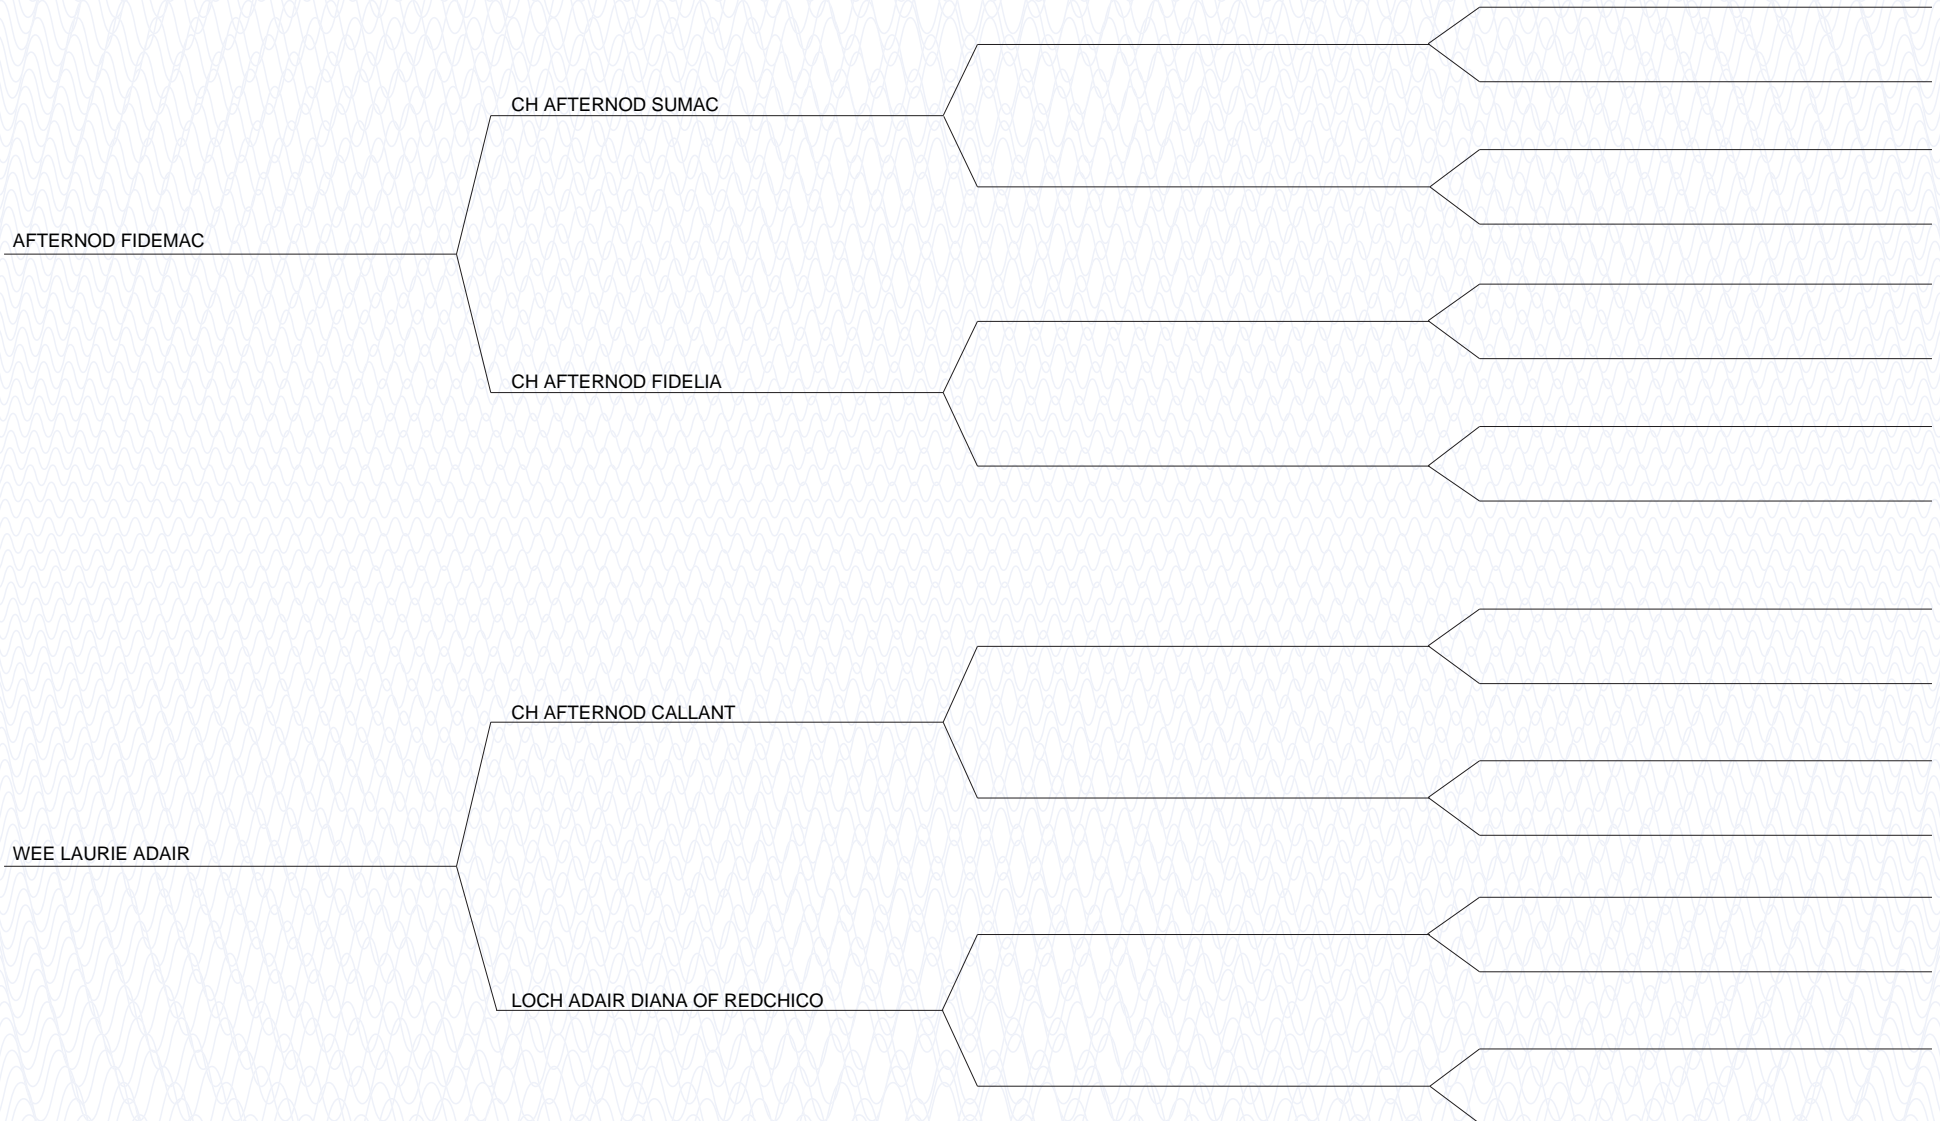 CH AFTERNOD SUMAC
AFTERNOD FIDEMAC
CH AFTERNOD FIDELIA
CH AFTERNOD CALLANT
WEE LAURIE ADAIR
LOCH ADAIR DIANA OF REDCHICO